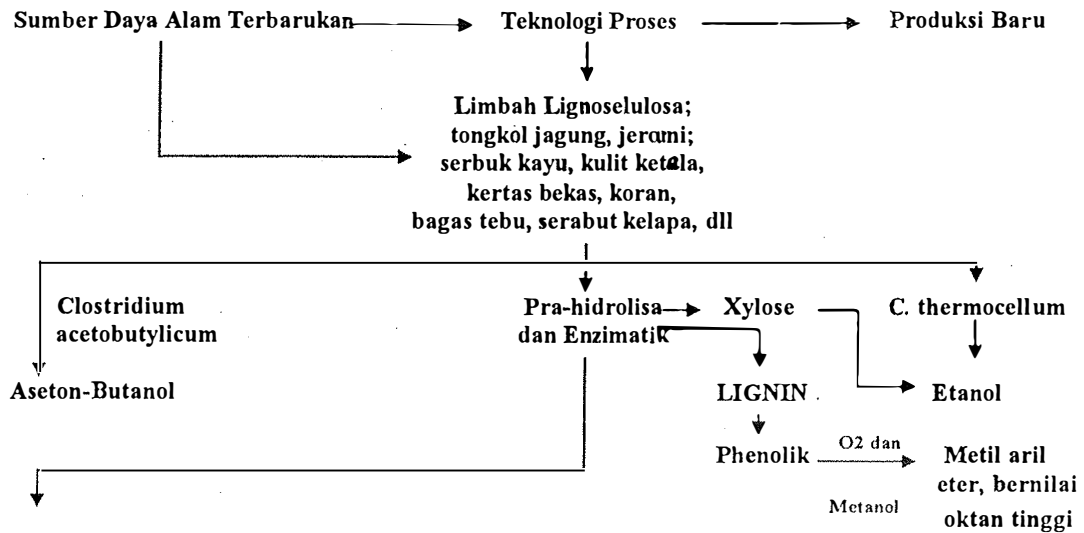 Sumber Daya Alam Terbarukan
Teknologi Proses
Produksi Baru
Limbah Lignoselulosa;
tongkol jagung, jerami;
serbuk kayu, kulit ketela,
kertas bekas, koran,
bagas tebu, serabut kelapa, dll
Clostridium
acetobutylicum
Aseton-Butanol
Pra-hidrolisa
dan Enzimatik
Xylose
C. thermocellum
LIGNIN
Etanol
Phenolik
O2 dan
Metanol
Metil aril
eter, bernilai
oktan tinggi